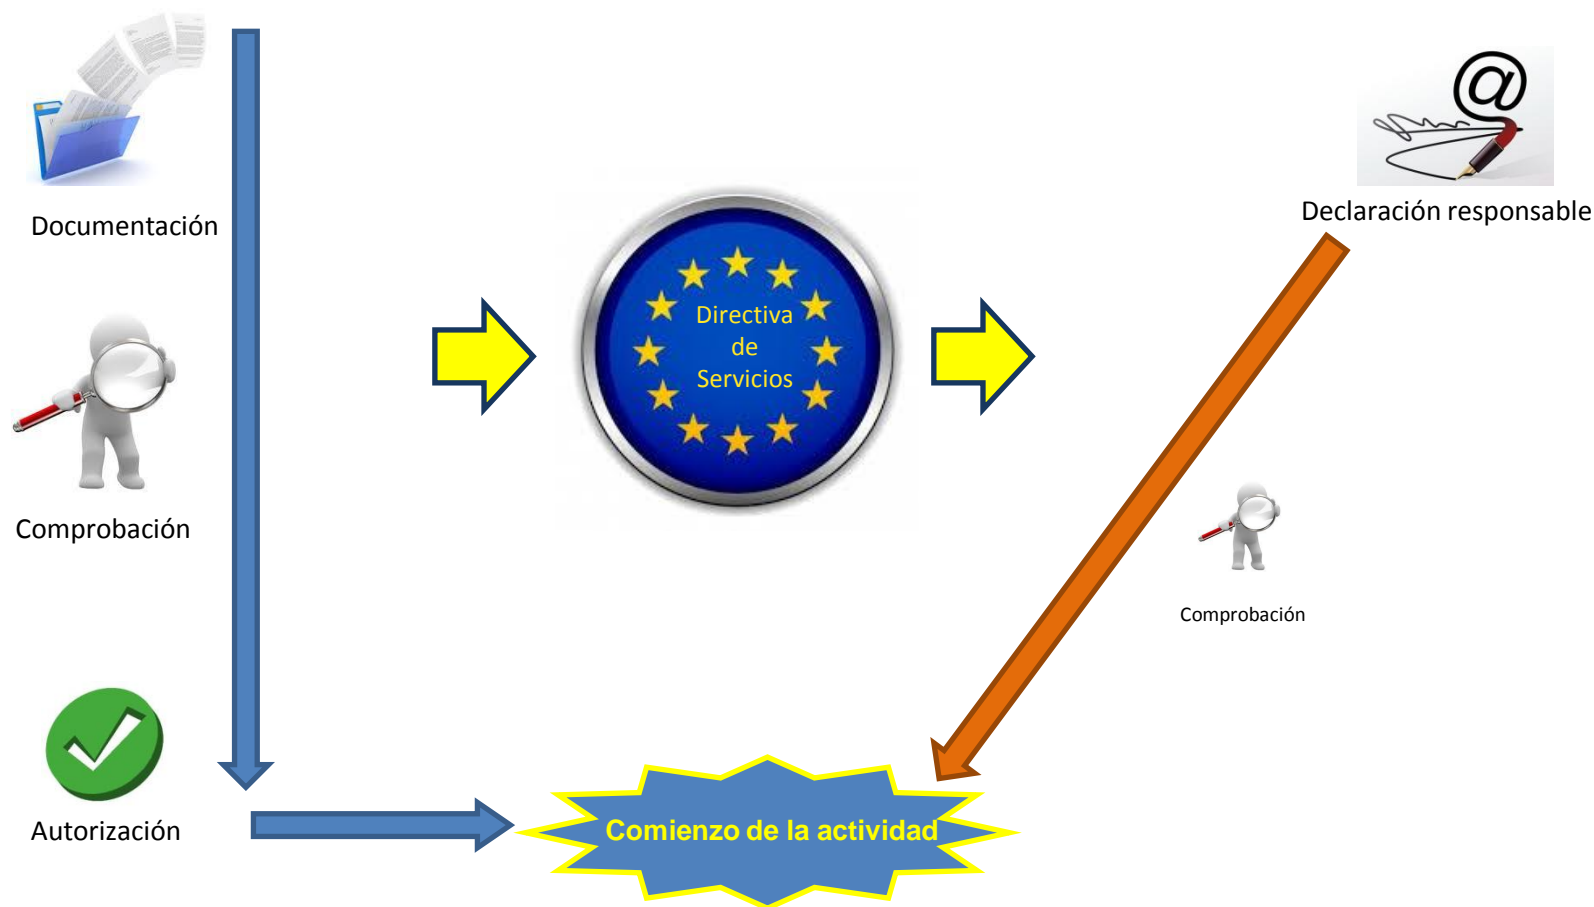 Documentación
Comprobación
Autorización
Directiva
de
Servicios
Declaración responsable
Comprobación
Comienzo de la actividad